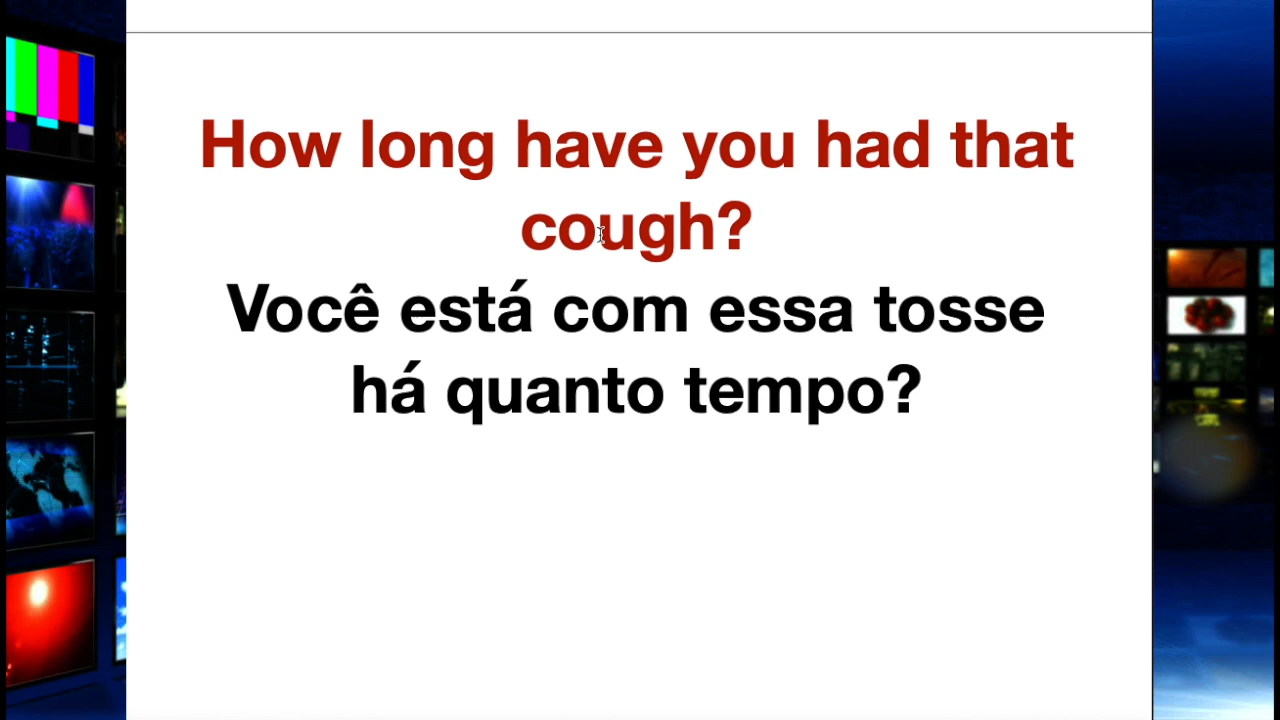 How long have you had that
cough?
Você está com essa tosse
há quanto tempo?